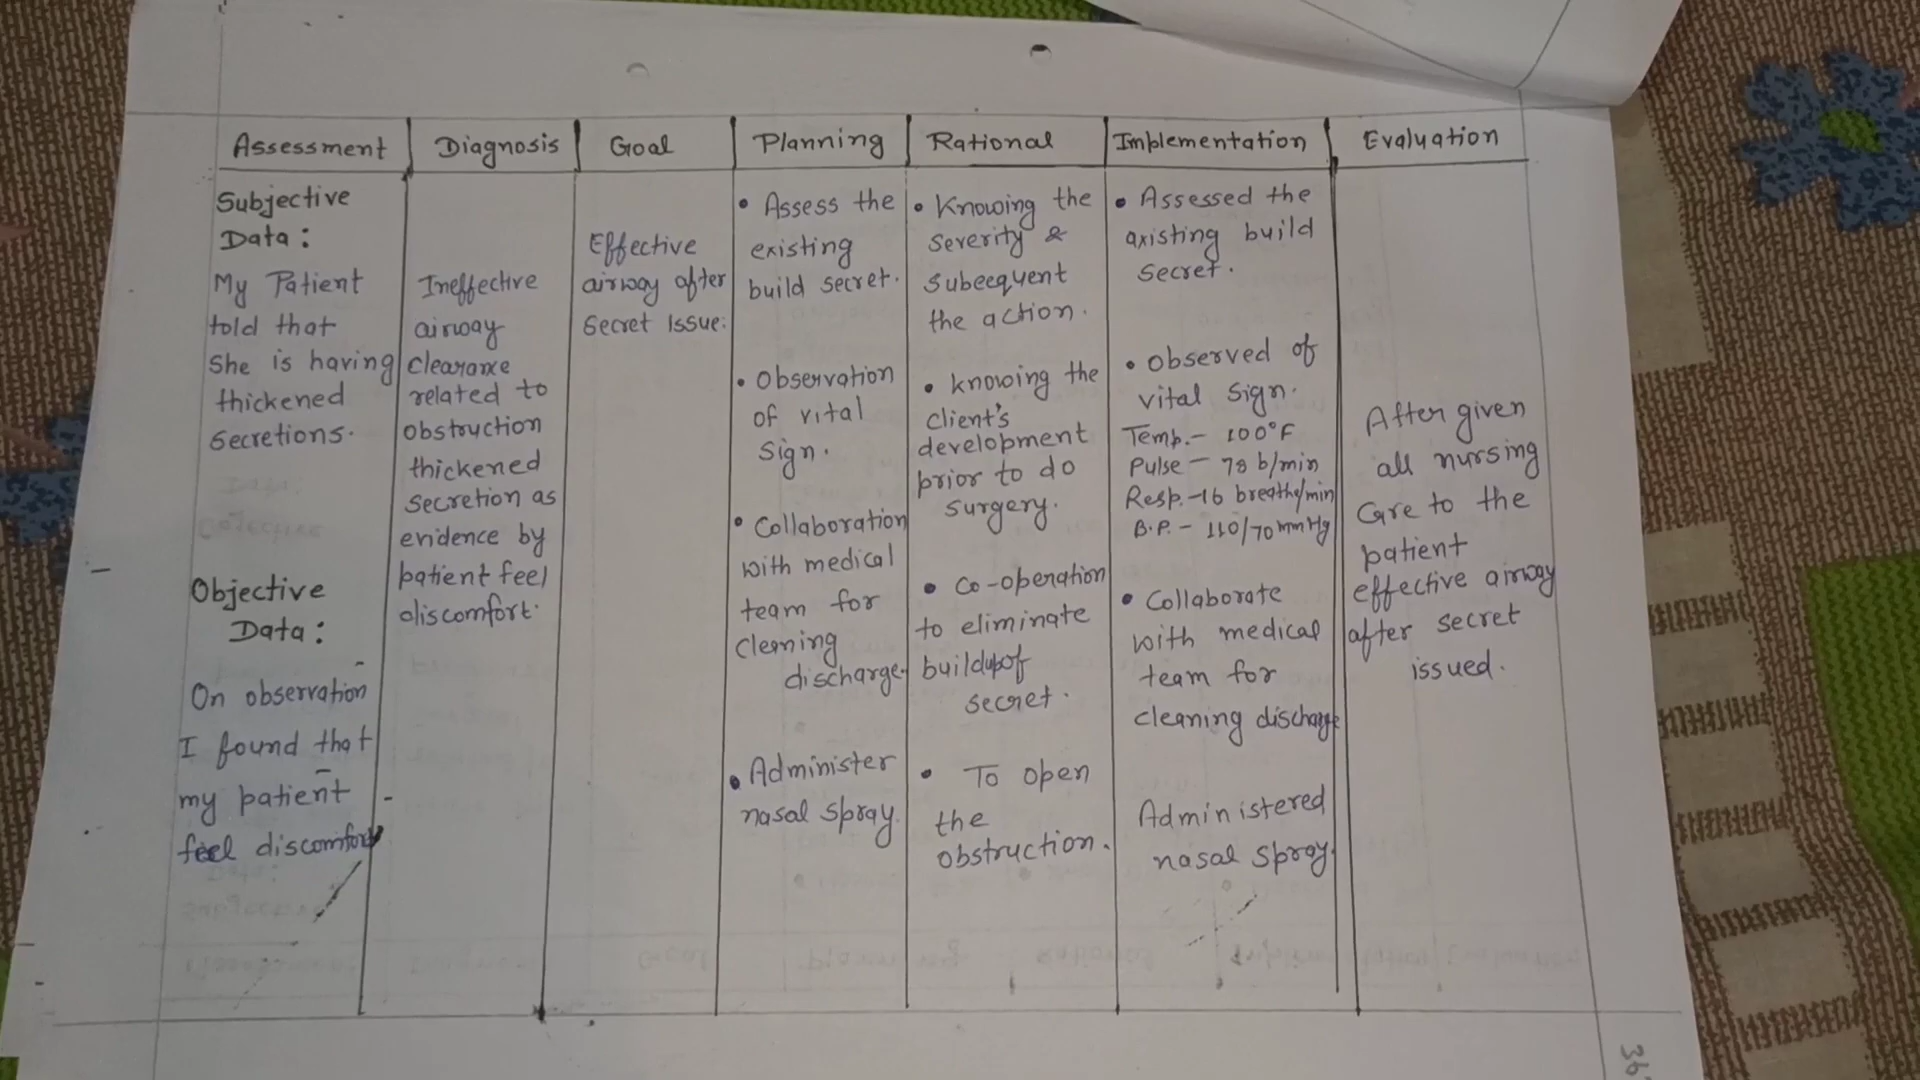 Assessment
Diagnosis
Goal
Planning
Rational
Implementation
Evaluation
Subjective
Data:
My Patient
told that
she is having
thickened
secretions.
Objective
Data:
On observation
I found that
my patient
feel discomfort
Ineffective
airway
clearance
related to
obstruction
thickened
secretion as
evidence by
patient feel
discomfort.
Effective
airway after
secret issue.
• Assess the
existing
build secret.
• Observation
of vital
sign.
• Collaboration
with medical
team for
cleaning
discharge.
• Administer
nasal spray.
• Knowing the
severity &
subeequent
the action.
• knowing the
client's
development
prior to do
surgery.
• Co-operation
to eliminate
buildup of
secret.
• To open
the
obstruction.
• Assessed the
axisting build
secret.
• Observed of
vital sign.
Temp.- 100°F
Pulse - 78 b/min
Resp.-16 breathe/min
B.P. - 110/70 mmHg
• Collaborate
with medical
team for
cleaning discharge
Administered
nasal spray.
After given
all nursing
care to the
patient
effective airway
after secret
issued.